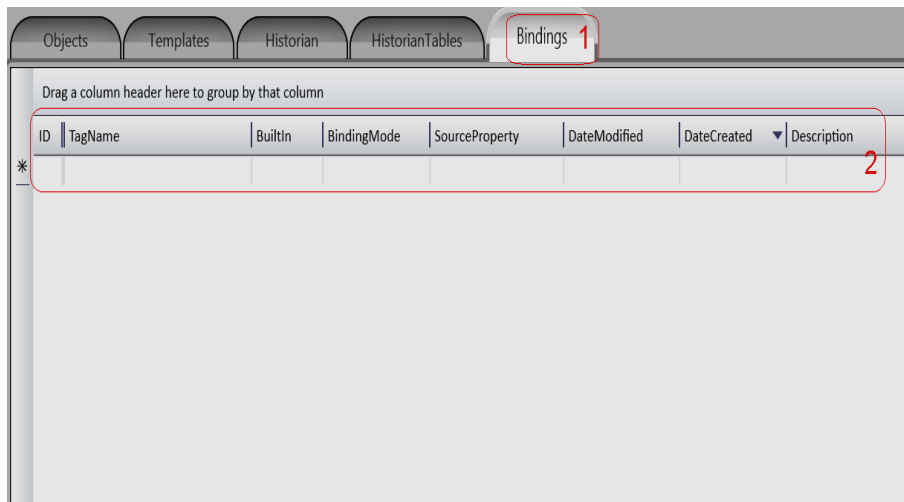 Objects Templates Historian HistorianTables Bindings 1
Drag a column header here to group by that column
ID TagName BuiltIn BindingMode SourceProperty DateModified DateCreated Description
* 2